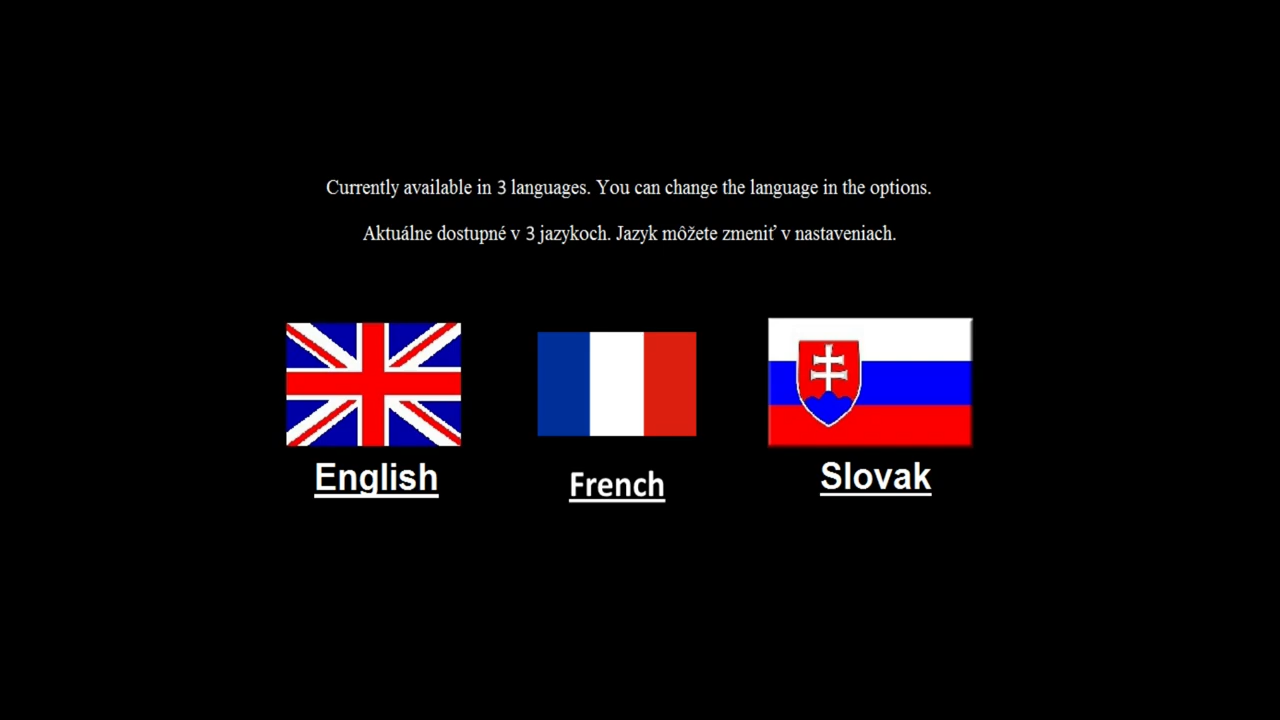 Currently available in 3 languages. You can change the language in the options.
Aktuálne dostupné v 3 jazykoch. Jazyk môžete zmeniť v nastaveniach.
English
French
Slovak